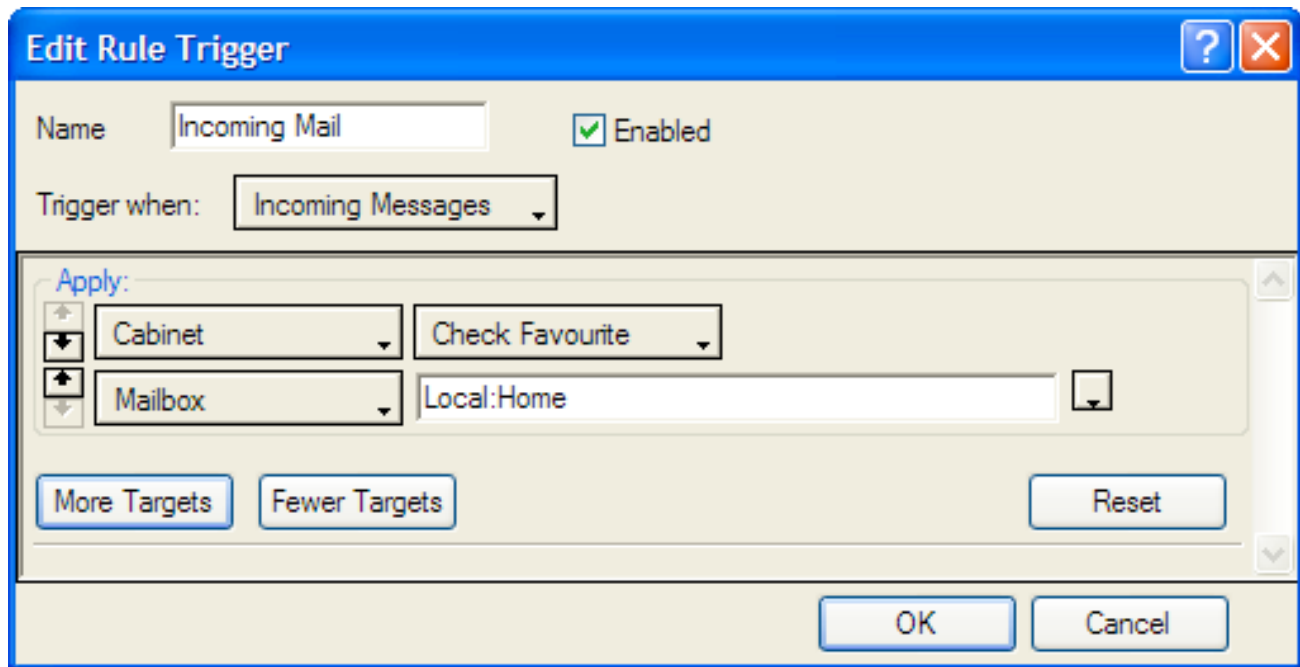 Edit Rule Trigger
Name Incoming Mail Enabled
Trigger when: Incoming Messages
Apply:
Cabinet Check Favourite
Mailbox Local:Home
More Targets Fewer Targets Reset
OK Cancel